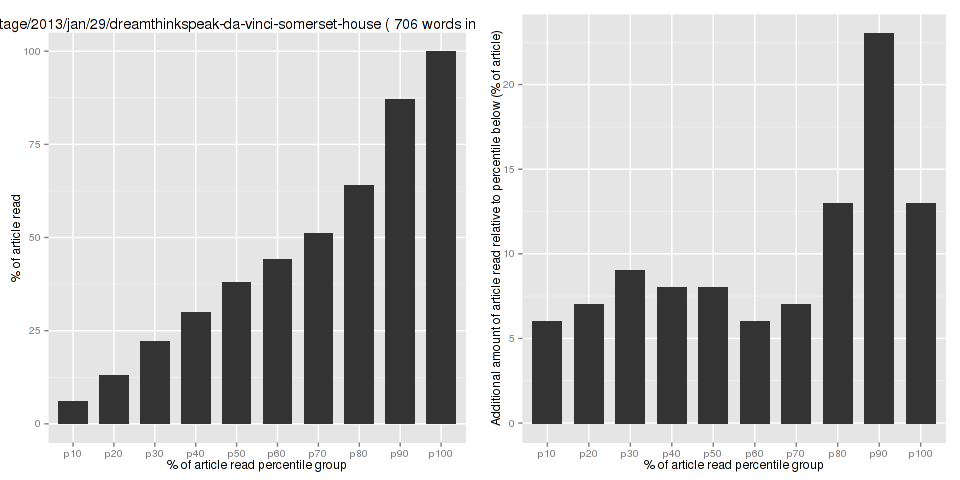 tage/2013/jan/29/dreamthinkspeak-da-vinci-somerset-house ( 706 words in
100
75
50
25
0
% of article read
p10 p20 p30 p40 p50 p60 p70 p80 p90 p100
% of article read percentile group
Additional amount of article read relative to percentile below (% of article)
20
15
10
5
0
p10 p20 p30 p40 p50 p60 p70 p80 p90 p100
% of article read percentile group